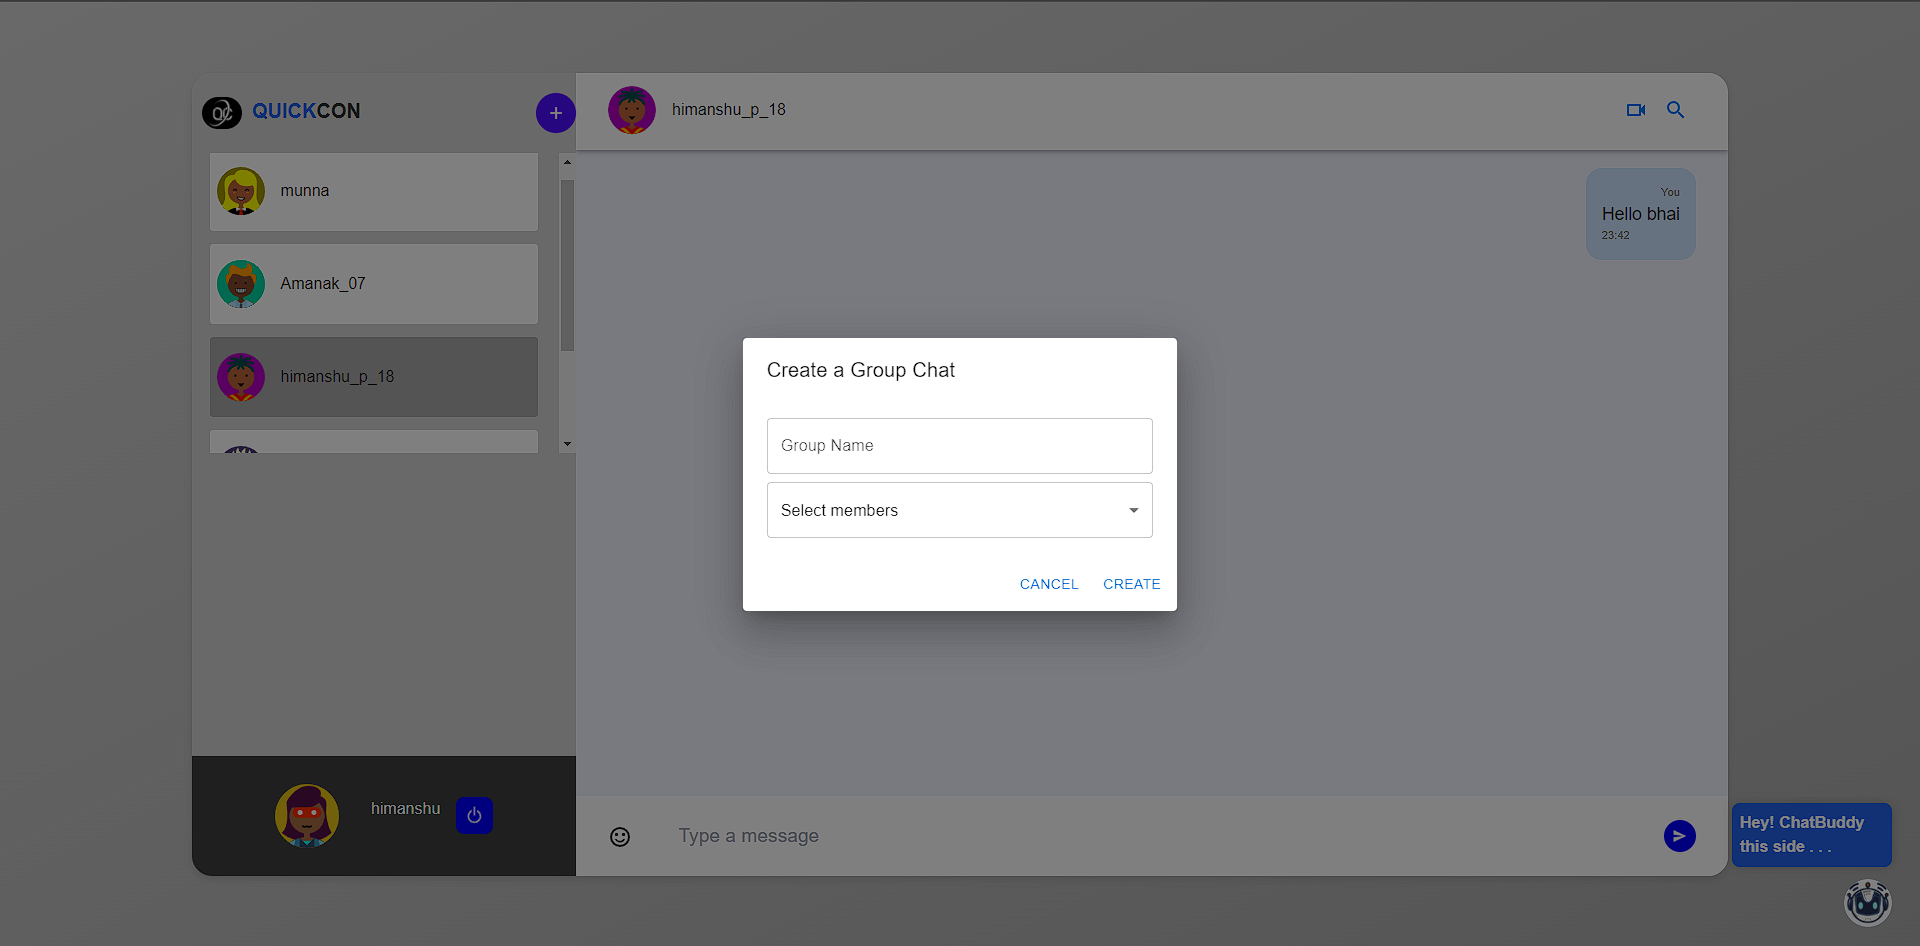 QC
QUICKCON
+
munna
Amanak_07
himanshu_p_18
himanshu
himanshu_p_18
You
Hello bhai
23:42
Create a Group Chat
Group Name
Select members
CANCEL CREATE
Type a message
Hey! ChatBuddy
this side . . .